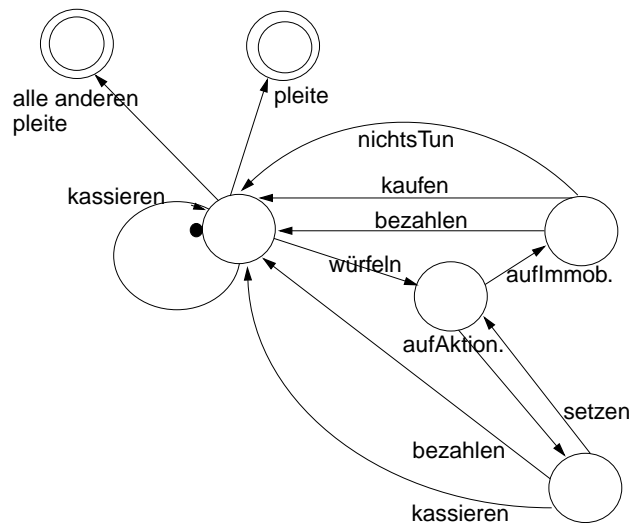 alle anderen
pleite
pleite
nichtsTun
kassieren
kaufen
bezahlen
würfeln
aufImmob.
aufAktion.
setzen
bezahlen
kassieren